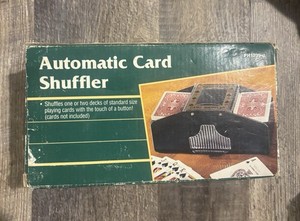 Automatic Card
Shuffler
• Shuffles one or two decks of standard size
playing cards with the touch of a button!
(cards not included)